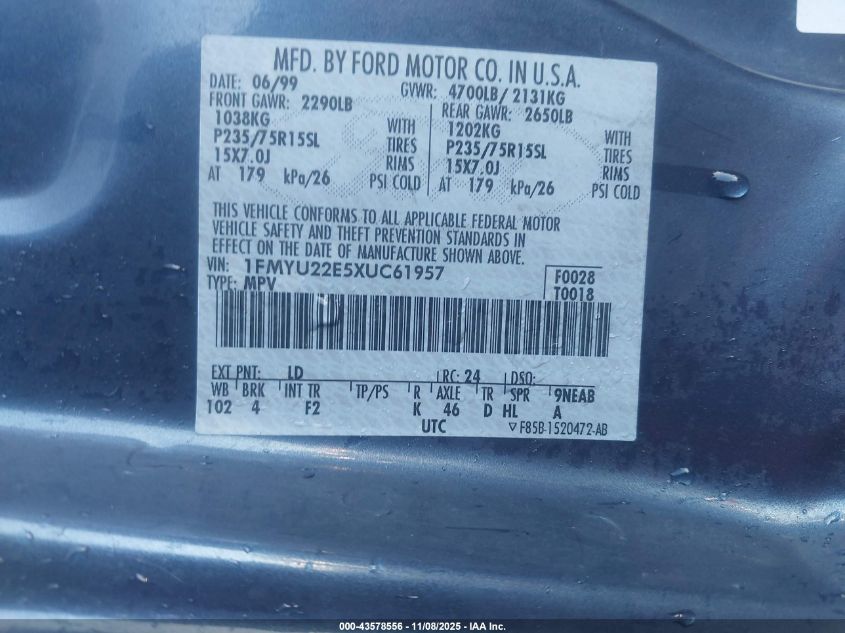 MFD. BY FORD MOTOR CO. IN U.S.A.
DATE: 06/99 GVWR: 4700LB/ 2131KG
FRONT GAWR: 2290LB REAR GAWR: 2650LB
1038KG WITH 1202KG WITH
P235/75R15SL TIRES P235/75R15SL TIRES
15X7.0J RIMS 15X7.0J RIMS
AT 179 kPa/26 PSI COLD AT 179 kPa/26 PSI COLD
THIS VEHICLE CONFORMS TO ALL APPLICABLE FEDERAL MOTOR
VEHICLE SAFETY AND THEFT PREVENTION STANDARDS IN
EFFECT ON THE DATE OF MANUFACTURE SHOWN ABOVE.
VIN: 1FMYU22E5XUC61957 F0028
TYPE: MPV T0018
EXT PNT: LD RC: 24 DSO:
WB BRK INT TR TP/PS R AXLE TR SPR 9NEAB
102 4 F2 K 46 D HL A
UTC ▽ F85B-1520472-AB
000-43578556 - 11/08/2025 - IAA Inc.